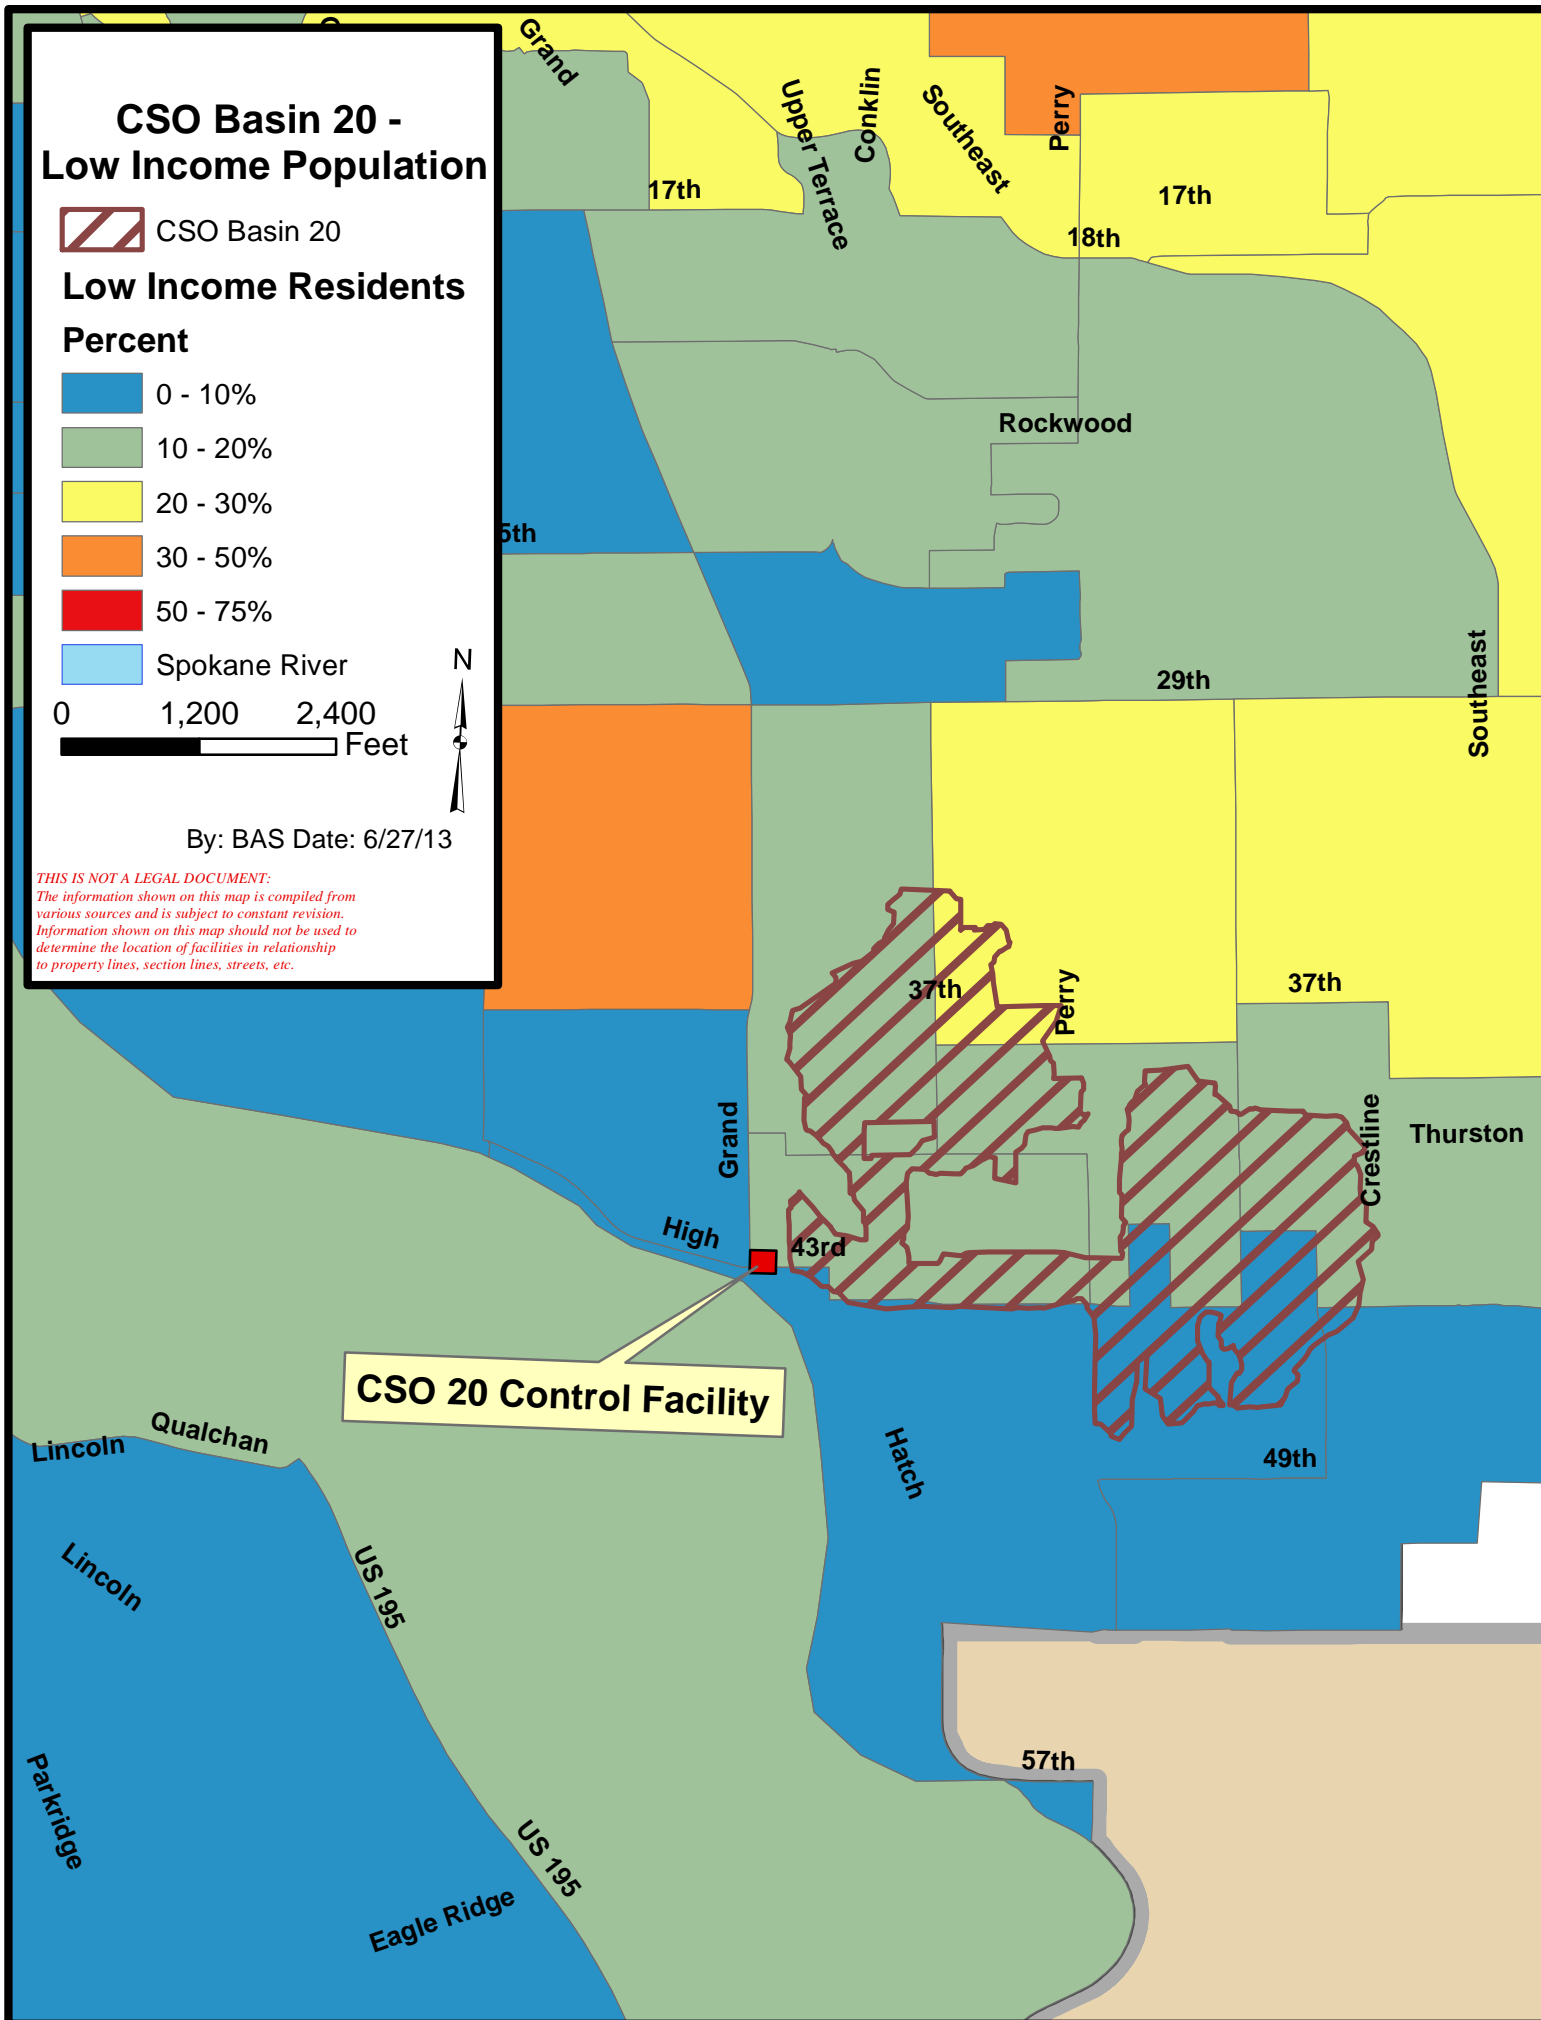 CSO Basin 20 -
Low Income Population
CSO Basin 20
Low Income Residents
Percent
0 - 10%
10 - 20%
20 - 30%
30 - 50%
50 - 75%
Spokane River
N
0 1,200 2,400
Feet
By: BAS Date: 6/27/13
THIS IS NOT A LEGAL DOCUMENT:
The information shown on this map is compiled from
various sources and is subject to constant revision.
Information shown on this map should not be used to
determine the location of facilities in relationship
to property lines, section lines, streets, etc.
Grand
Upper Terrace
Conklin
Southeast
Perry
17th
17th
18th
Rockwood
5th
29th
Southeast
37th
Perry
37th
Grand
Crestline
Thurston
High
43rd
CSO 20 Control Facility
Lincoln
Qualchan
Hatch
49th
Lincoln
US 195
57th
Parkridge
US 195
Eagle Ridge